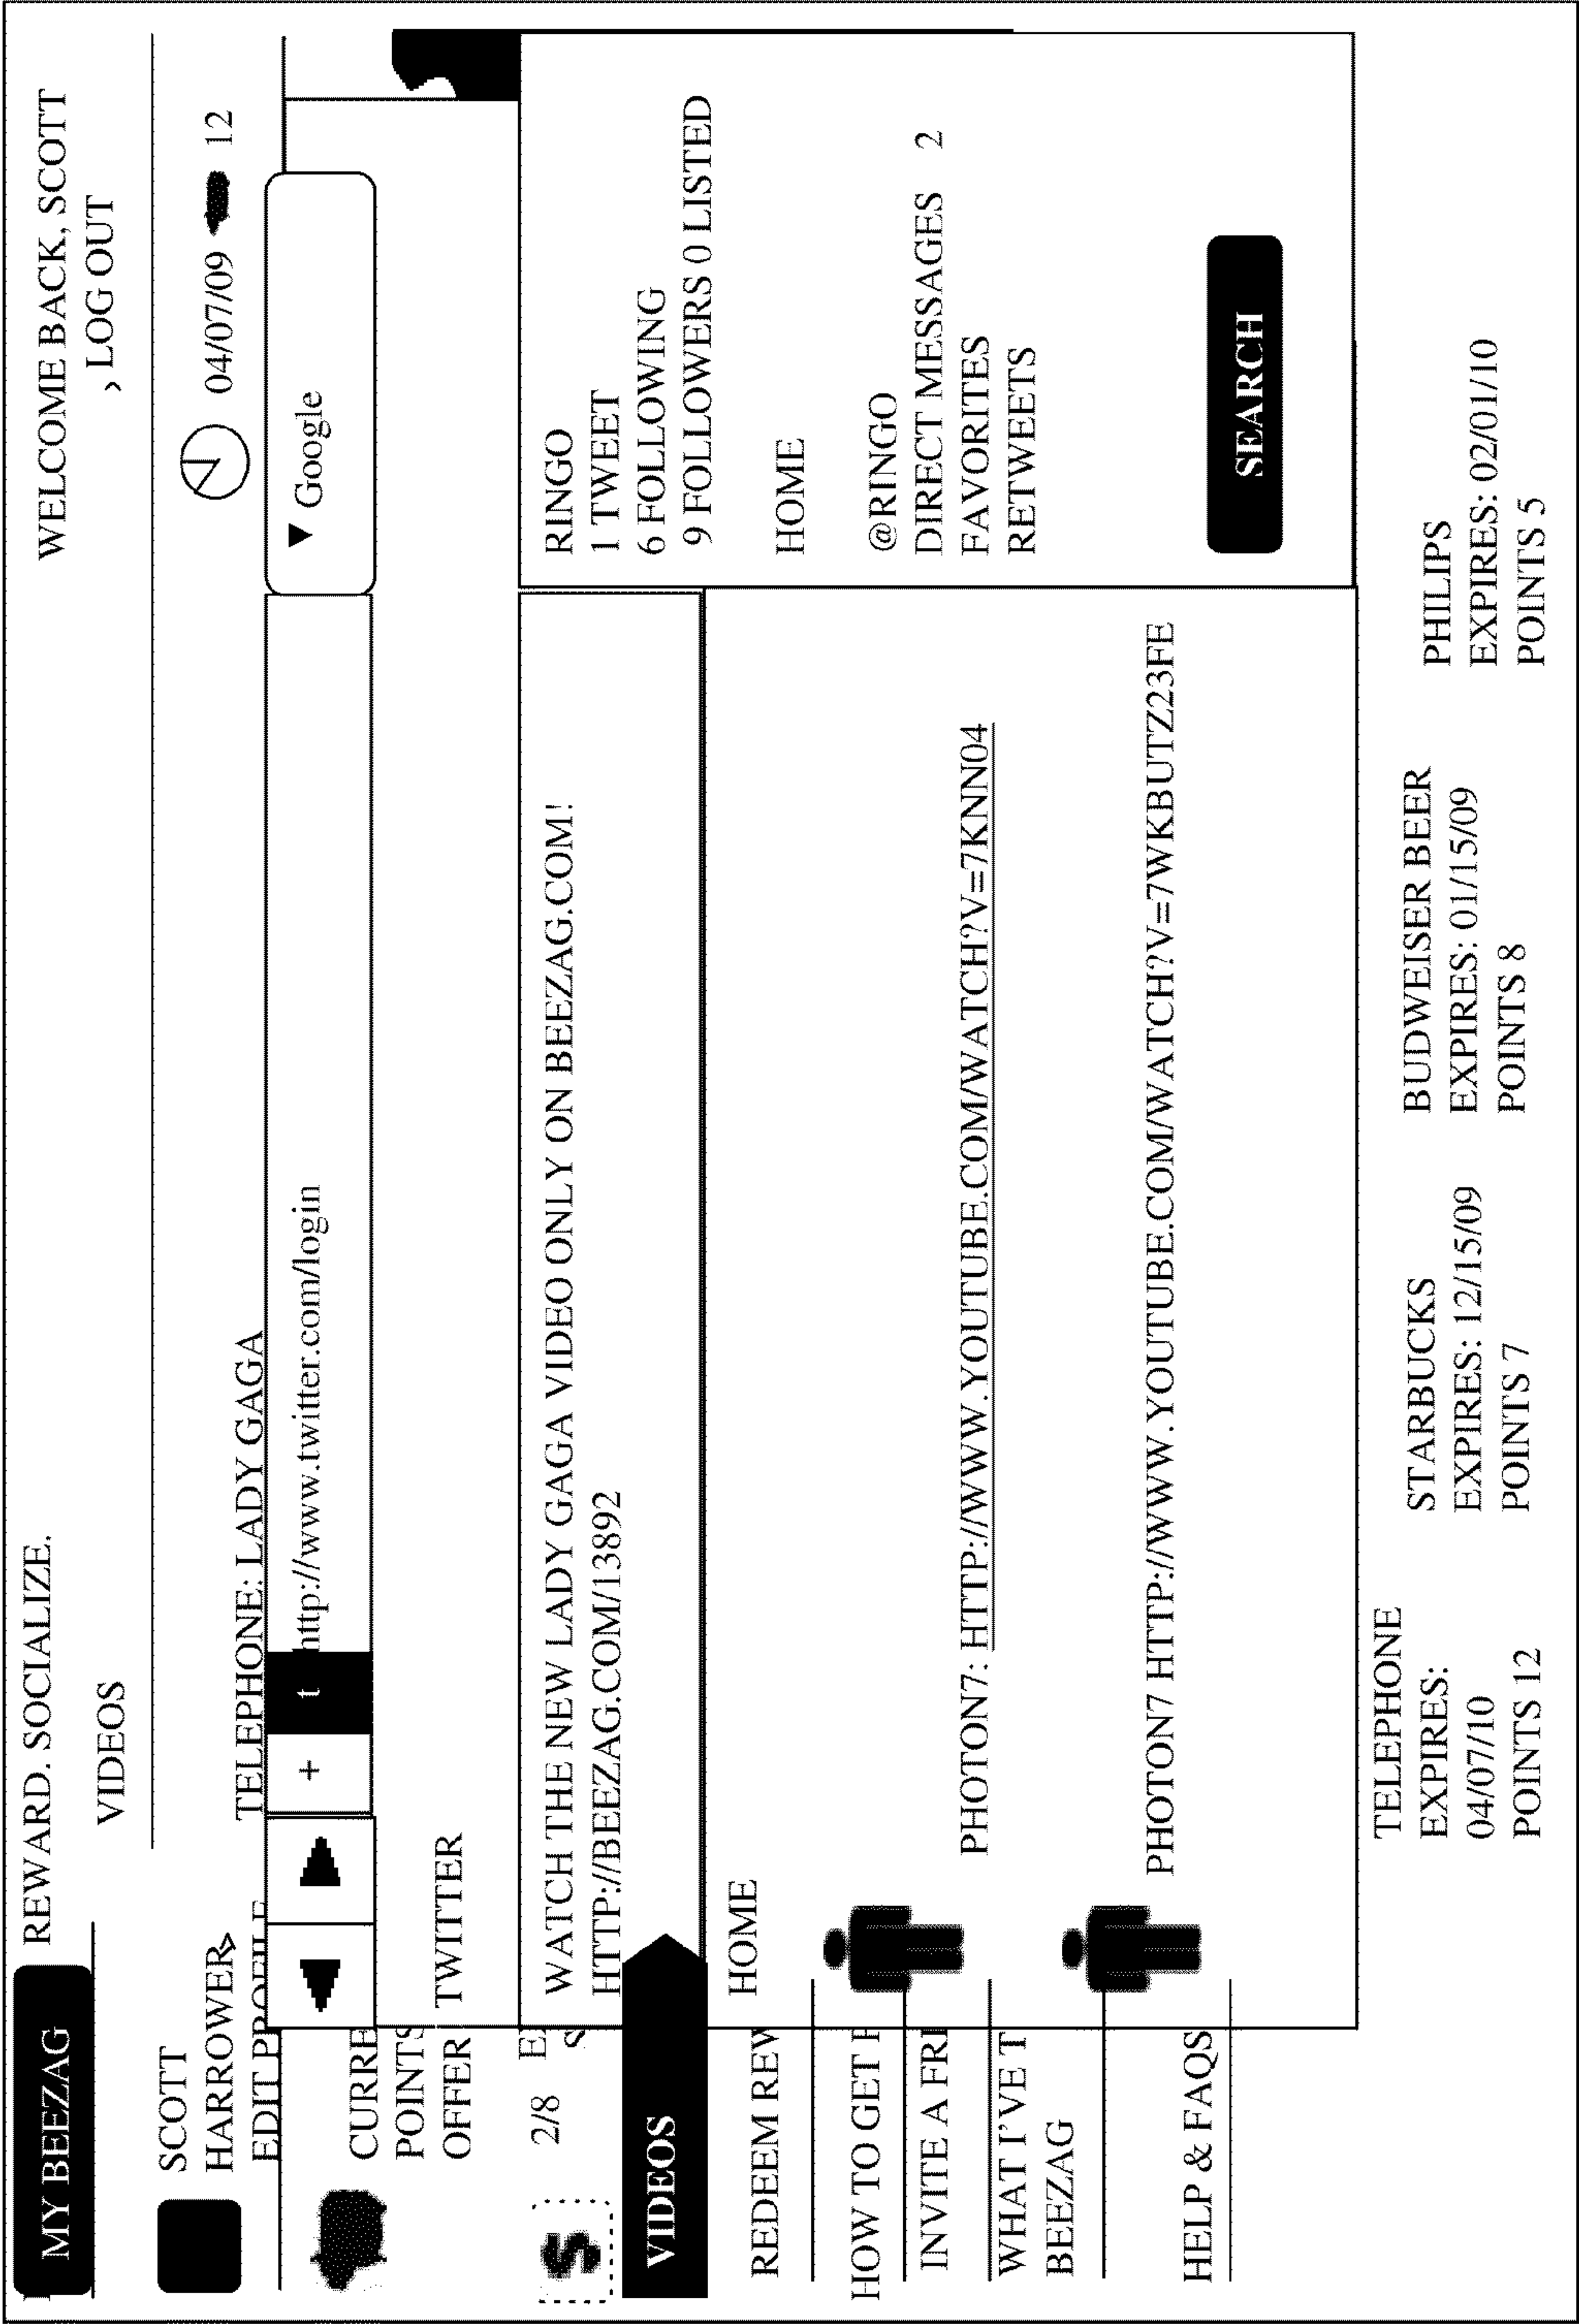 MY BEEZAG
REWARD. SOCIALIZE.
WELCOME BACK, SCOTT
› LOG OUT
VIDEOS
SCOTT
HARROWER>
EDIT PROFILE
TELEPHONE: LADY GAGA
04/07/09 12
+ t http://www.twitter.com/login
▼ Google
CURRE
POINTS
OFFER
2/8
TWITTER
WATCH THE NEW LADY GAGA VIDEO ONLY ON BEEZAG.COM!
HTTP://BEEZAG.COM/13892
VIDEOS
HOME
REDEEM REW
HOW TO GET
INVITE A FRI
WHAT I'VE T
BEEZAG
HELP & FAQS
PHOTON7: HTTP://WWW.YOUTUBE.COM/WATCH?V=7KNN04
PHOTON7 HTTP://WWW.YOUTUBE.COM/WATCH?V=7WKBUTZ23FE
RINGO
1 TWEET
6 FOLLOWING
9 FOLLOWERS 0 LISTED
HOME
@RINGO
DIRECT MESSAGES 2
FAVORITES
RETWEETS
SEARCH
TELEPHONE
EXPIRES:
04/07/10
POINTS 12
STARBUCKS
EXPIRES: 12/15/09
POINTS 7
BUDWEISER BEER
EXPIRES: 01/15/09
POINTS 8
PHILIPS
EXPIRES: 02/01/10
POINTS 5